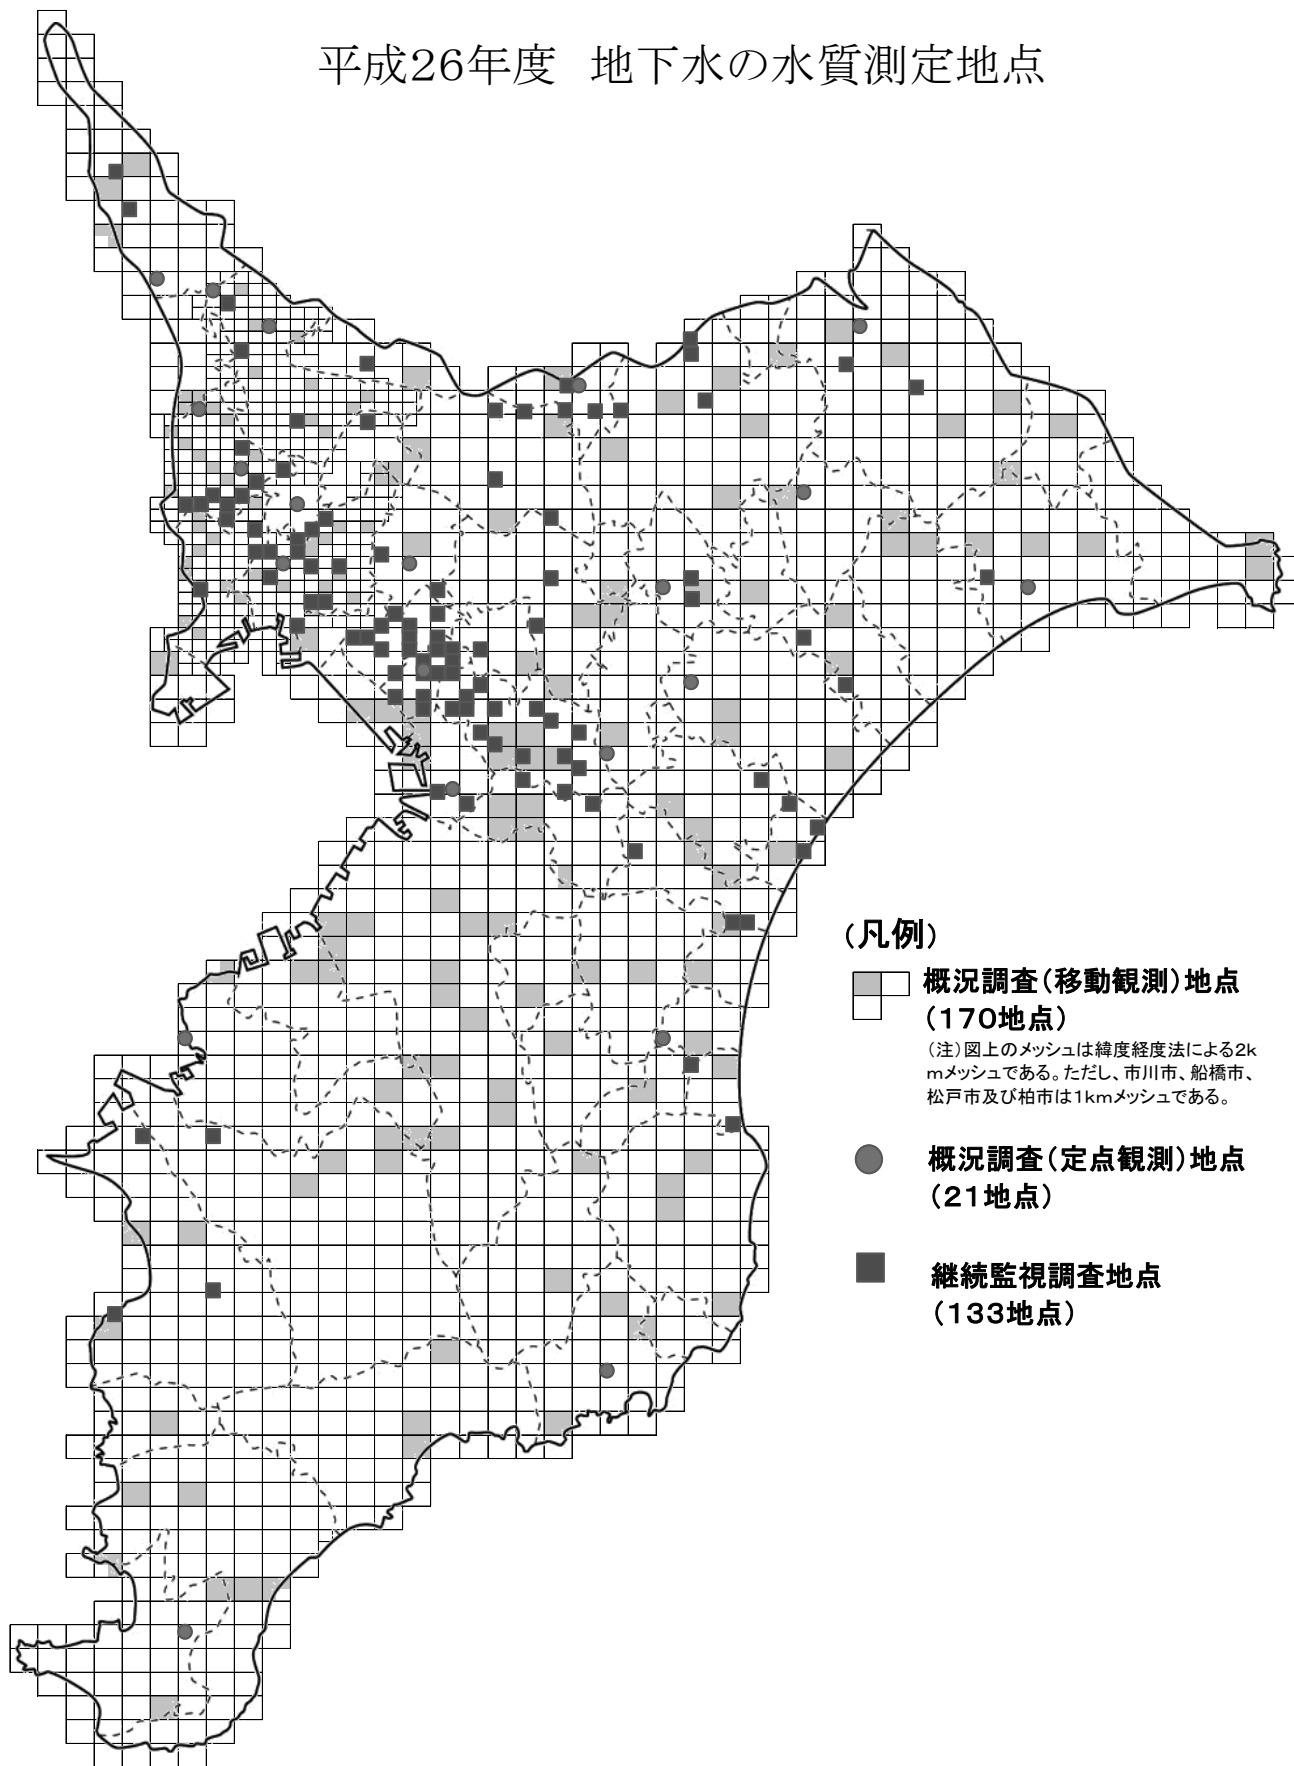 平成26年度 地下水の水質測定地点
(凡例)
概況調査(移動観測)地点
(170地点)
(注)図上のメッシュは緯度経度法による2k
mメッシュである。ただし、市川市、船橋市、
松戸市及び柏市は1kmメッシュである。
概況調査(定点観測)地点
(21地点)
継続監視調査地点
(133地点)